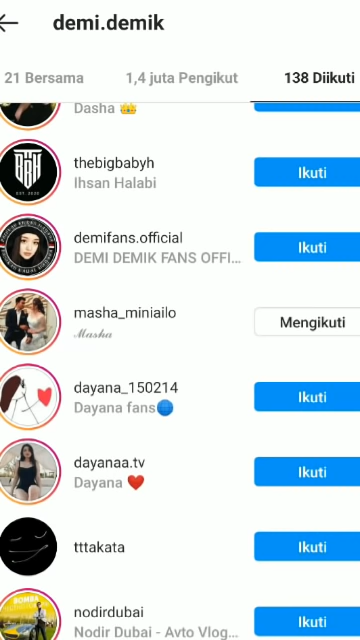 demi.demik
21 Bersama
1,4 juta Pengikut
138 Diikuti
Dasha 👑
thebigbabyh
Ihsan Halabi
Ikuti
demifans.official
DEMI DEMIK FANS OFFI...
Ikuti
masha_miniailo
𝓜𝓪𝓼𝓱𝓪
Mengikuti
dayana_150214
Dayana fans🌐
Ikuti
dayanaa.tv
Dayana ❤️
Ikuti
tttakata
Ikuti
nodirdubai
Nodir Dubai - Avto Vlog...
Ikuti